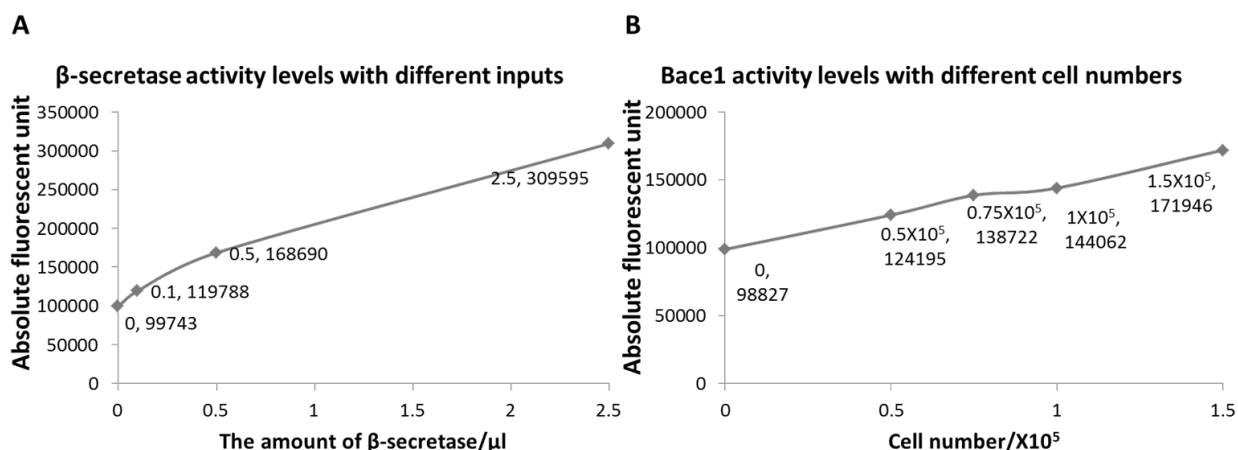 A
β-secretase activity levels with different inputs
Absolute fluorescent unit
350000
300000
250000
200000
150000
100000
50000
0
2.5, 309595
0.5, 168690
0.1, 119788
0, 99743
0
0.5
1
1.5
2
2.5
The amount of β-secretase/µl
B
Bace1 activity levels with different cell numbers
Absolute fluorescent unit
200000
150000
100000
50000
0
0,
98827
0.5X10⁵,
124195
0.75X10⁵,
138722
1X10⁵,
144062
1.5X10⁵,
171946
0
0.5
1
1.5
Cell number/X10⁵